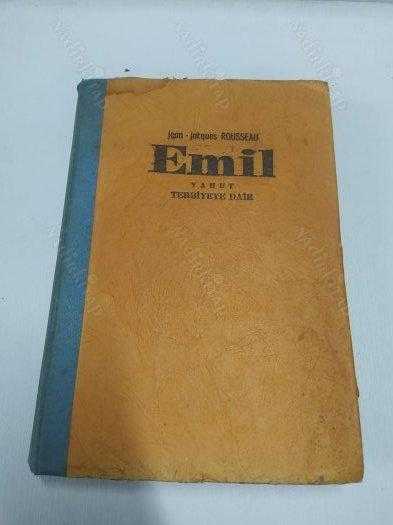 Jean-Jacques ROUSSEAU
Emil
YAHUT
TERBİYEYE DAİR